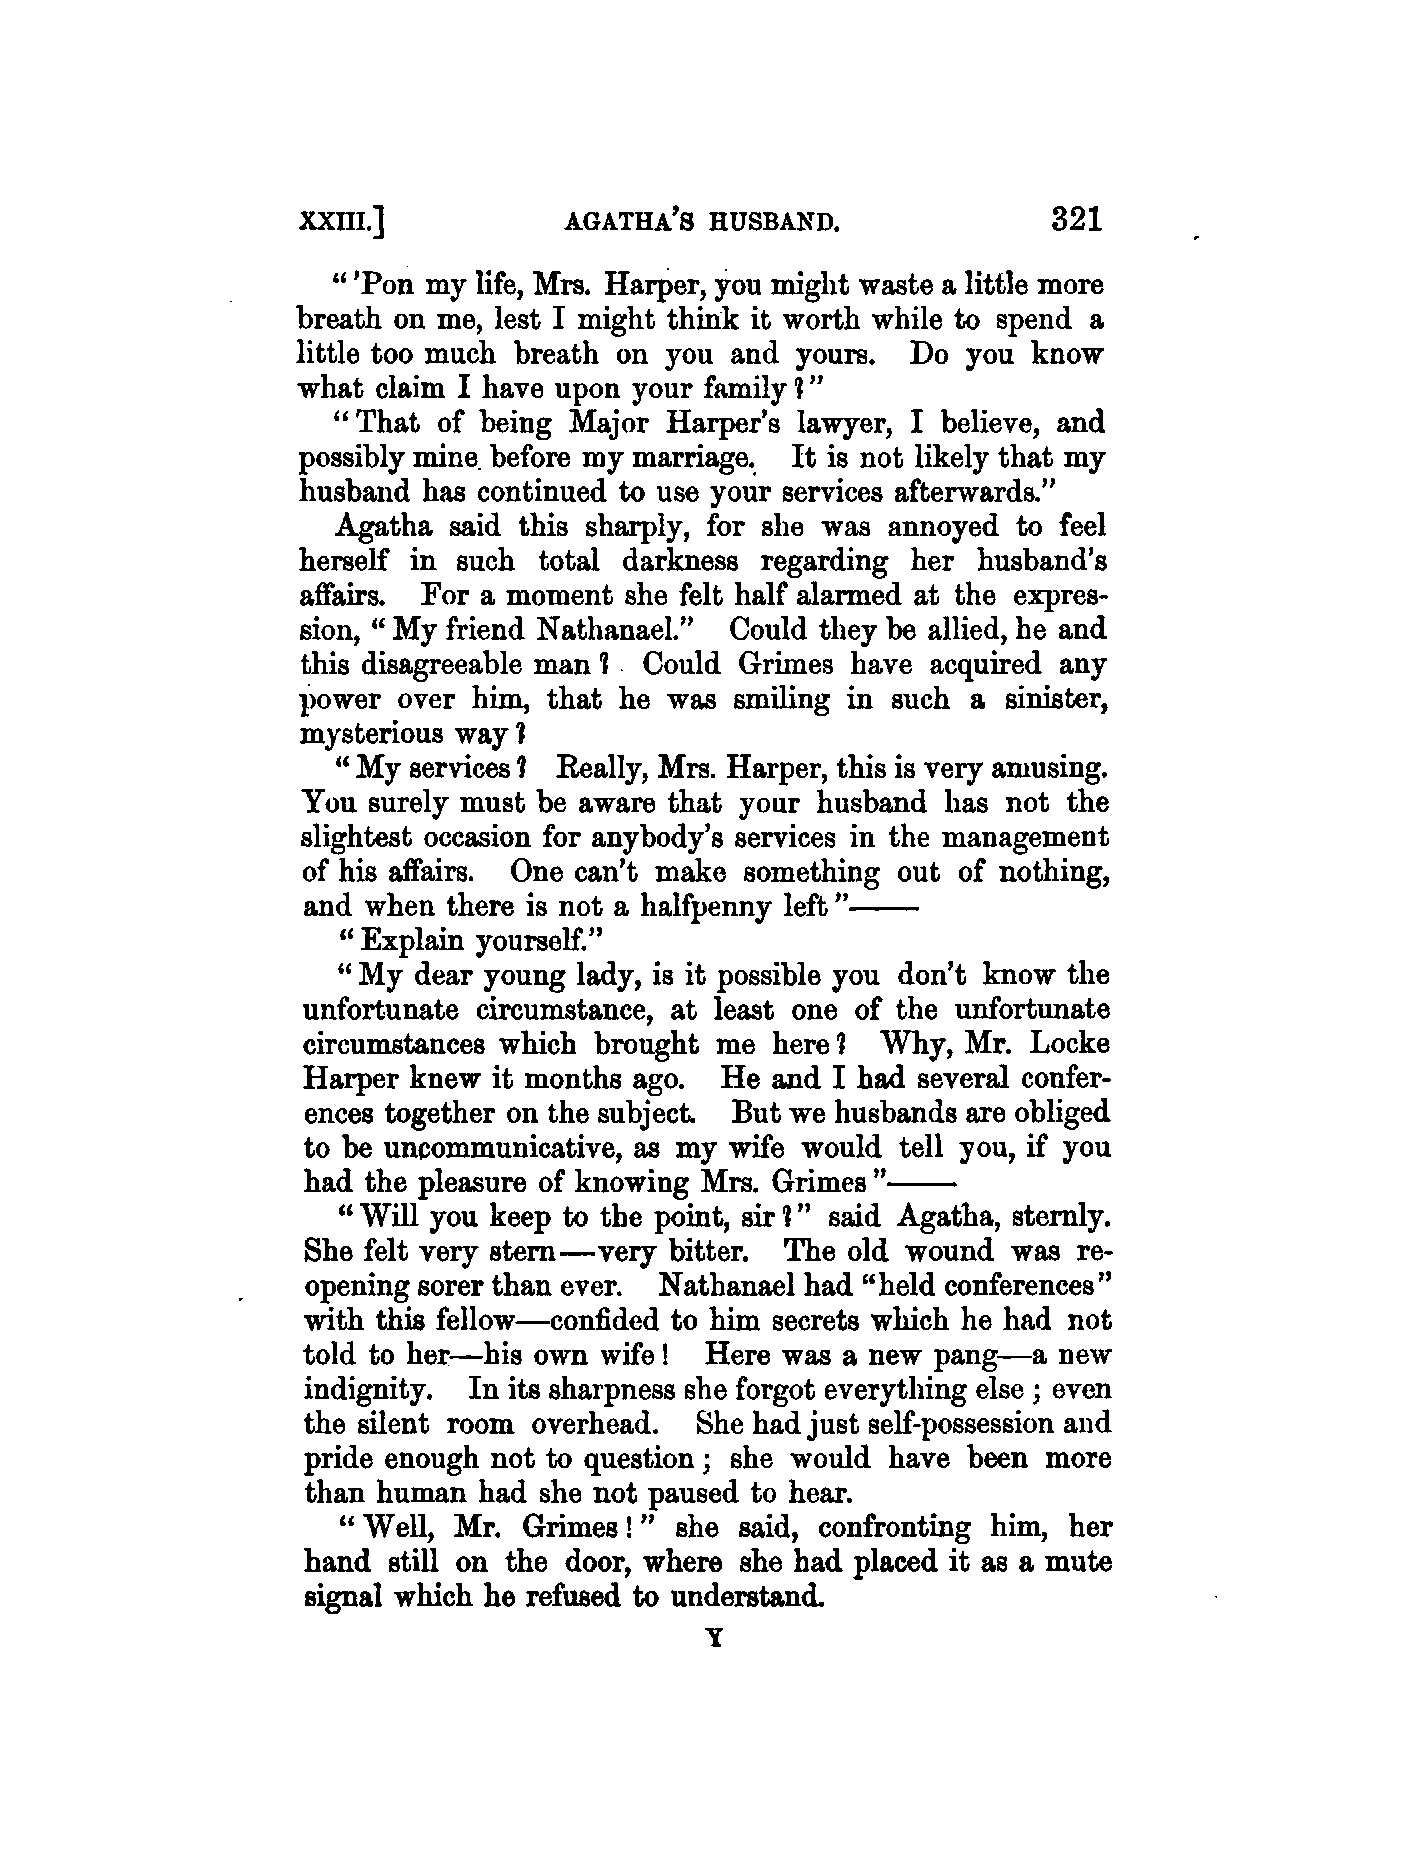 XXIII.] AGATHA'S HUSBAND. 321
"'Pon my life, Mrs. Harper, you might waste a little more
breath on me, lest I might think it worth while to spend a
little too much breath on you and yours. Do you know
what claim I have upon your family?"
"That of being Major Harper's lawyer, I believe, and
possibly mine before my marriage. It is not likely that my
husband has continued to use your services afterwards."
Agatha said this sharply, for she was annoyed to feel
herself in such total darkness regarding her husband's
affairs. For a moment she felt half alarmed at the expres-
sion, "My friend Nathanael." Could they be allied, he and
this disagreeable man? Could Grimes have acquired any
power over him, that he was smiling in such a sinister,
mysterious way?
"My services? Really, Mrs. Harper, this is very amusing.
You surely must be aware that your husband has not the
slightest occasion for anybody's services in the management
of his affairs. One can't make something out of nothing,
and when there is not a halfpenny left"——
"Explain yourself."
"My dear young lady, is it possible you don't know the
unfortunate circumstance, at least one of the unfortunate
circumstances which brought me here? Why, Mr. Locke
Harper knew it months ago. He and I had several confer-
ences together on the subject. But we husbands are obliged
to be uncommunicative, as my wife would tell you, if you
had the pleasure of knowing Mrs. Grimes"——
"Will you keep to the point, sir?" said Agatha, sternly.
She felt very stern—very bitter. The old wound was re-
opening sorer than ever. Nathanael had "held conferences"
with this fellow—confided to him secrets which he had not
told to her—his own wife! Here was a new pang—a new
indignity. In its sharpness she forgot everything else; even
the silent room overhead. She had just self-possession and
pride enough not to question; she would have been more
than human had she not paused to hear.
"Well, Mr. Grimes!" she said, confronting him, her
hand still on the door, where she had placed it as a mute
signal which he refused to understand.
Y